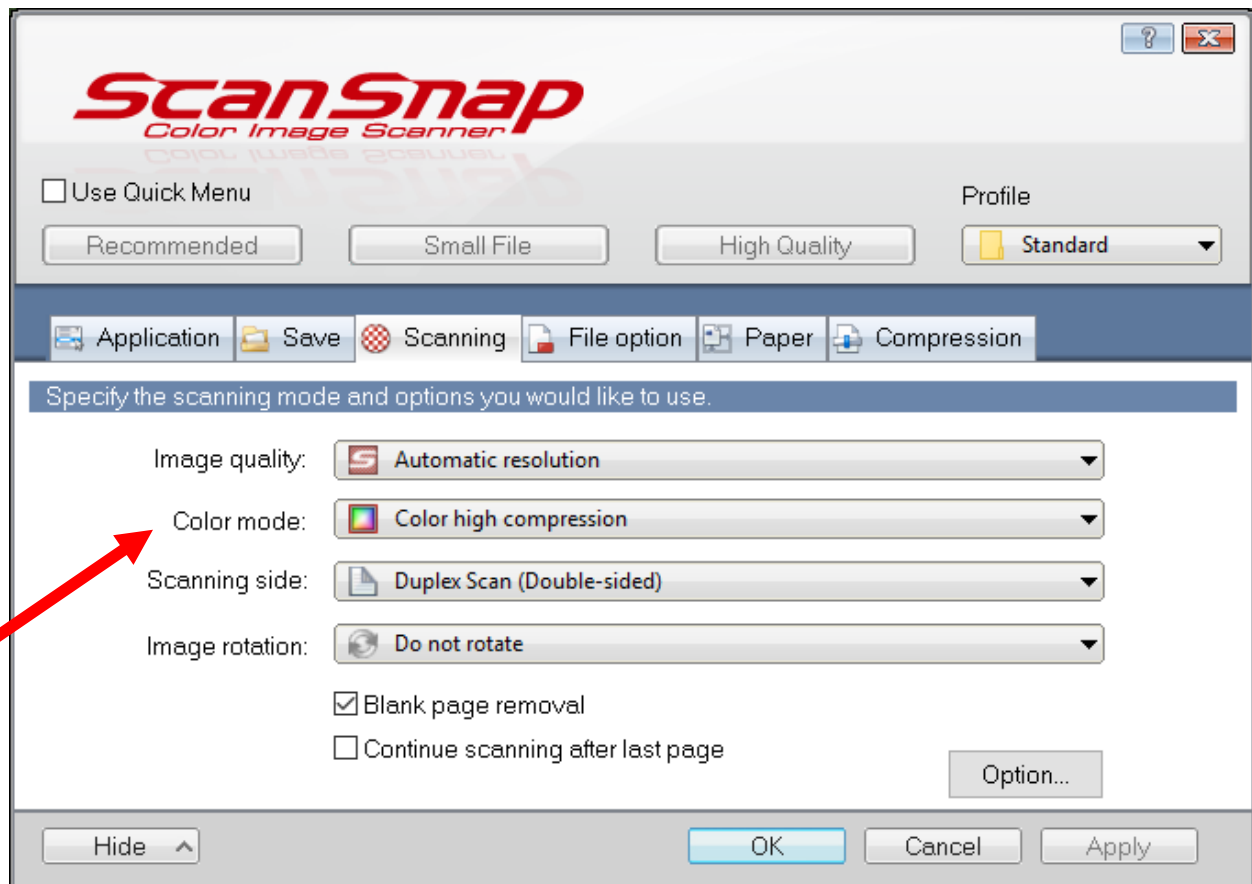 ScanSnap
Color Image Scanner
Use Quick Menu
Profile
Recommended Small File High Quality Standard
Application Save Scanning File option Paper Compression
Specify the scanning mode and options you would like to use.
Image quality: Automatic resolution
Color mode: Color high compression
Scanning side: Duplex Scan (Double-sided)
Image rotation: Do not rotate
Blank page removal
Continue scanning after last page
Option...
Hide OK Cancel Apply